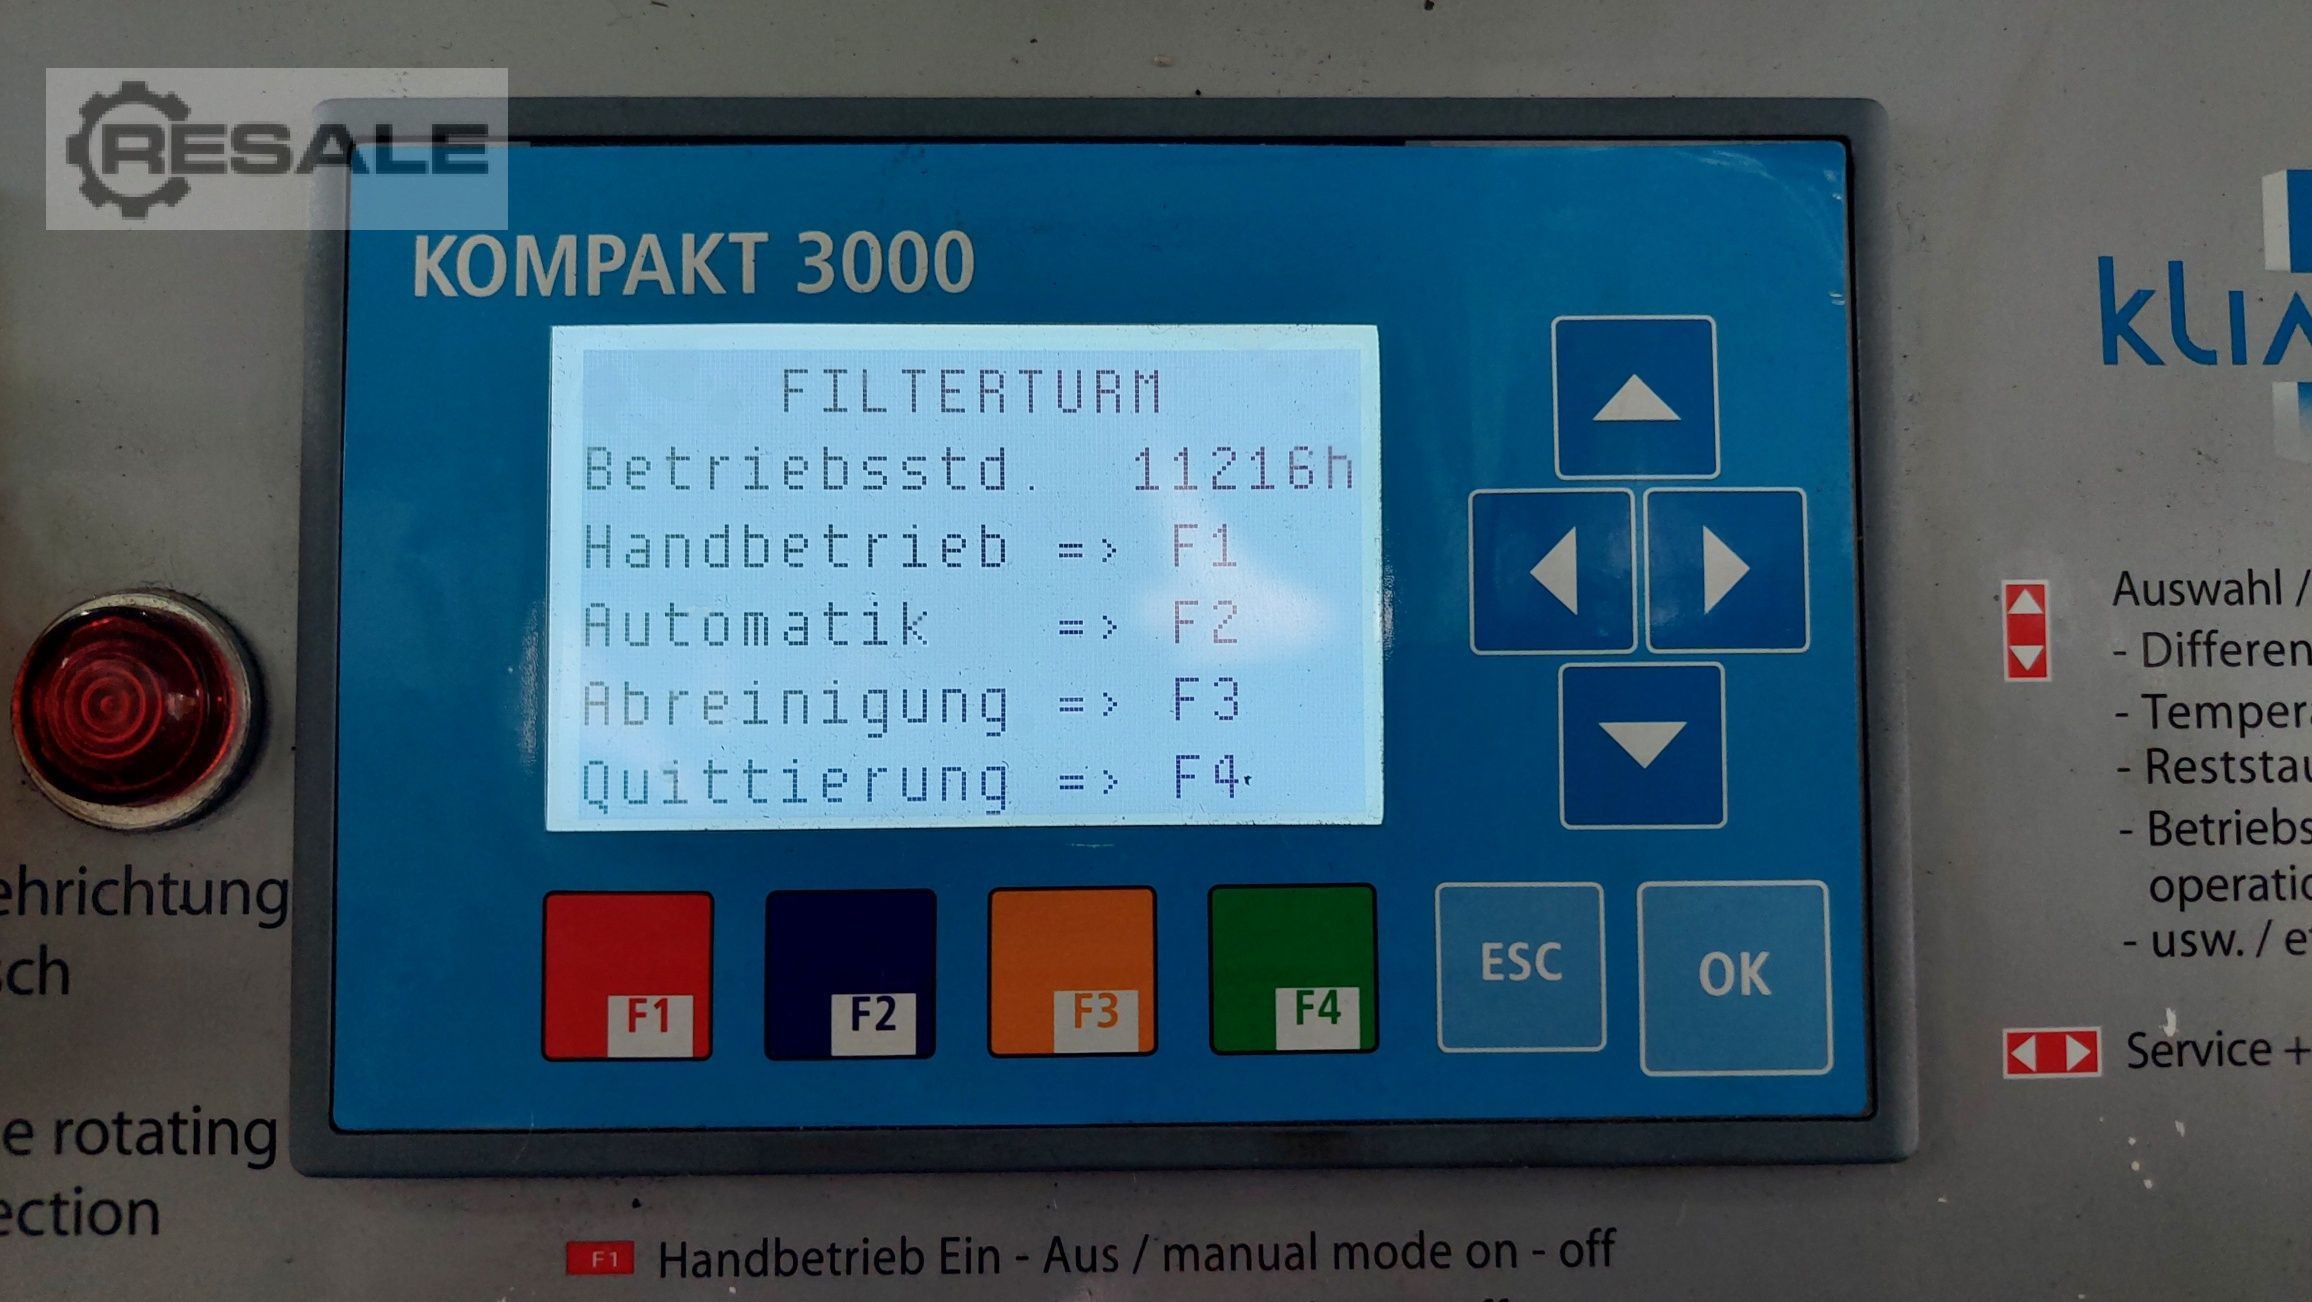 RESALE
KOMPAKT 3000
FILTERTURM
Betriebsstd. 11216h
Handbetrieb => F1
Automatik => F2
Abreinigung => F3
Quittierung => F4
F1
F2
F3
F4
ESC
OK
ehrichtung
sch
e rotating
ection
F1 Handbetrieb Ein - Aus / manual mode on - off
Auswahl /
- Differen
- Temper
- Reststau
- Betriebs
operatio
- usw. / e
Service +